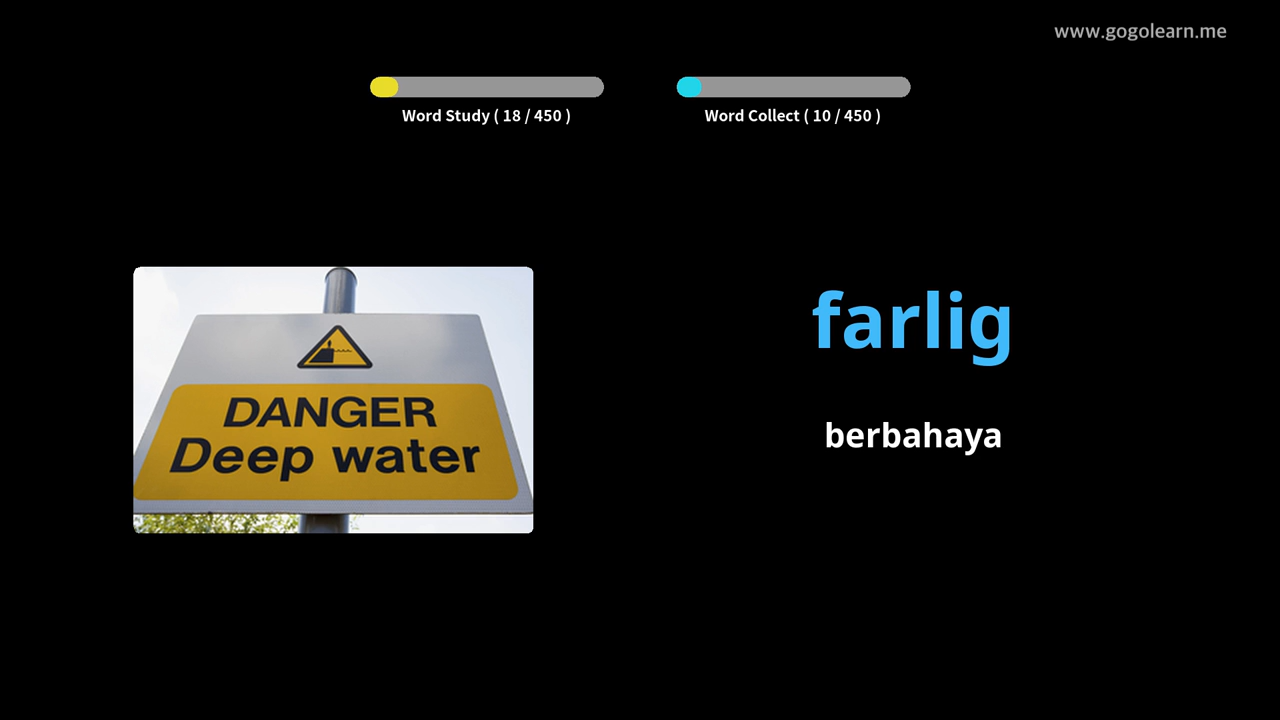 www.gogolearn.me
Word Study ( 18 / 450 )
Word Collect ( 10 / 450 )
DANGER
Deep water
farlig
berbahaya